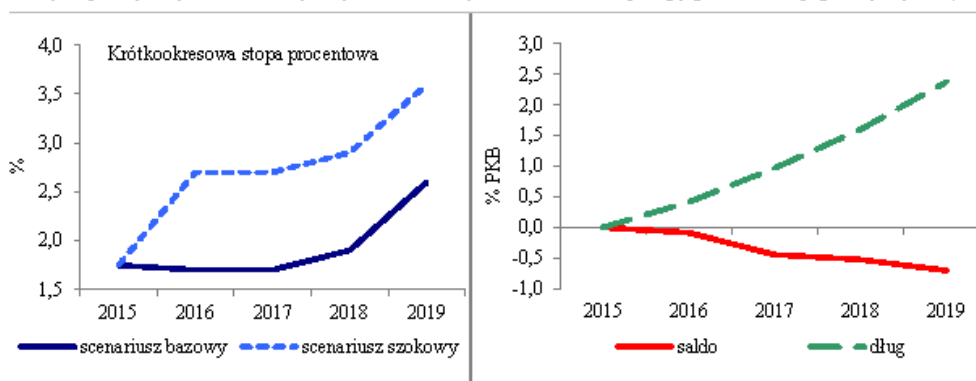 4,0
Krótkookresowa stopa procentowa
3,5
3,0
%
2,5
2,0
1,5
2015 2016 2017 2018 2019
scenariusz bazowy scenariusz szokowy
3,0
2,5
2,0
1,5
1,0
% PKB
0,5
0,0
-0,5
-1,0
2015 2016 2017 2018 2019
saldo dług